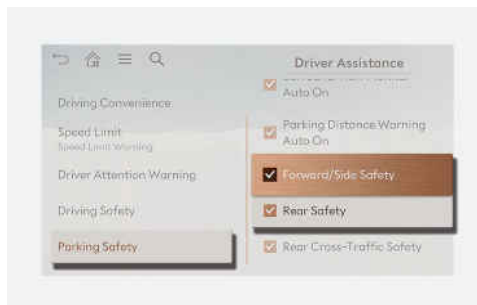 Driver Assistance
Driving Convenience
Speed Limit
Speed Limit Warning
Driver Attention Warning
Driving Safety
Parking Safety
Auto On
Parking Distance Warning
Auto On
Forward/Side Safety
Rear Safety
Rear Cross-Traffic Safety